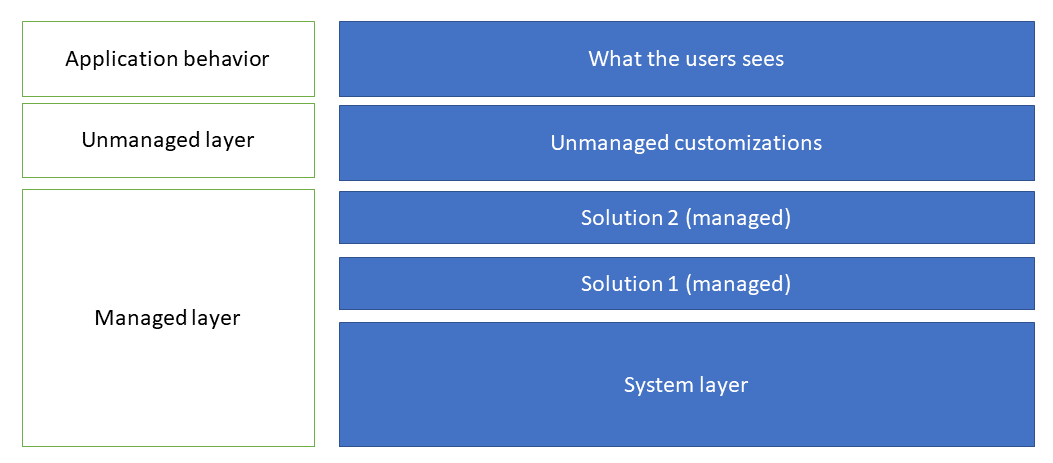 Application behavior
What the users sees
Unmanaged layer
Unmanaged customizations
Managed layer
Solution 2 (managed)
Solution 1 (managed)
System layer